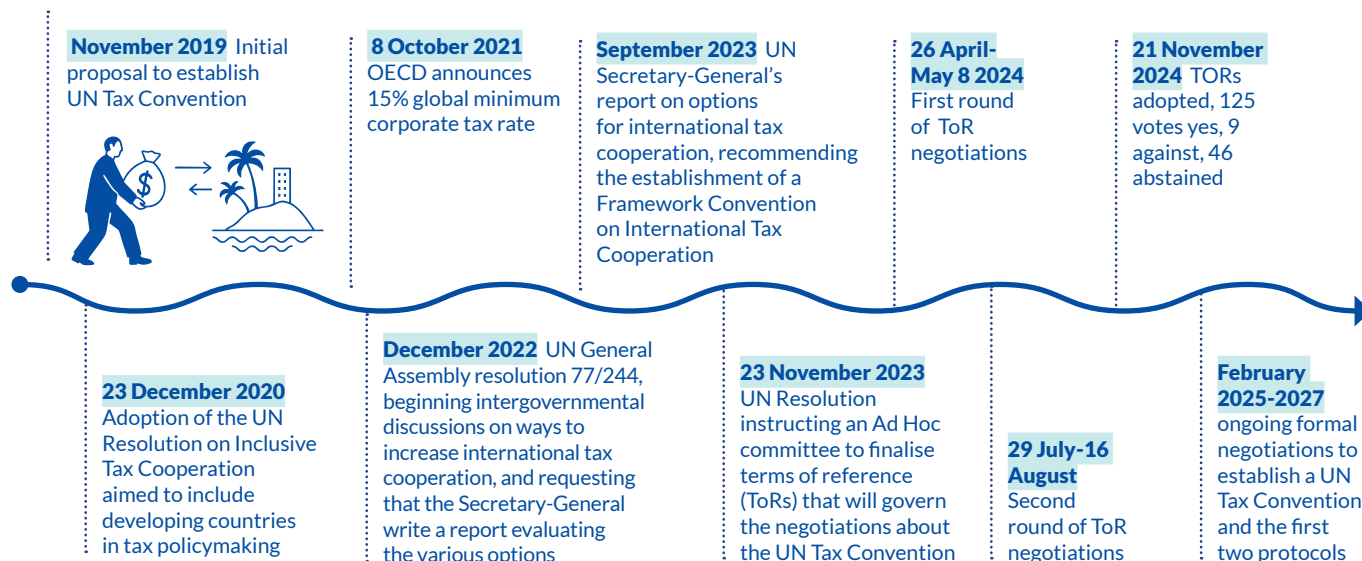 November 2019 Initial
proposal to establish
UN Tax Convention
$
23 December 2020
Adoption of the UN
Resolution on Inclusive
Tax Cooperation
aimed to include
developing countries
in tax policymaking
8 October 2021
OECD announces
15% global minimum
corporate tax rate
December 2022 UN General
Assembly resolution 77/244,
beginning intergovernmental
discussions on ways to
increase international tax
cooperation, and requesting
that the Secretary-General
write a report evaluating
the various options
September 2023 UN
Secretary-General’s
report on options
for international tax
cooperation, recommending
the establishment of a
Framework Convention
on International Tax
Cooperation
23 November 2023
UN Resolution
instructing an Ad Hoc
committee to finalise
terms of reference
(ToRs) that will govern
the negotiations about
the UN Tax Convention
26 April-
May 8 2024
First round
of ToR
negotiations
29 July-16
August
Second
round of ToR
negotiations
21 November
2024 TORs
adopted, 125
votes yes, 9
against, 46
abstained
February
2025-2027
ongoing formal
negotiations to
establish a UN
Tax Convention
and the first
two protocols